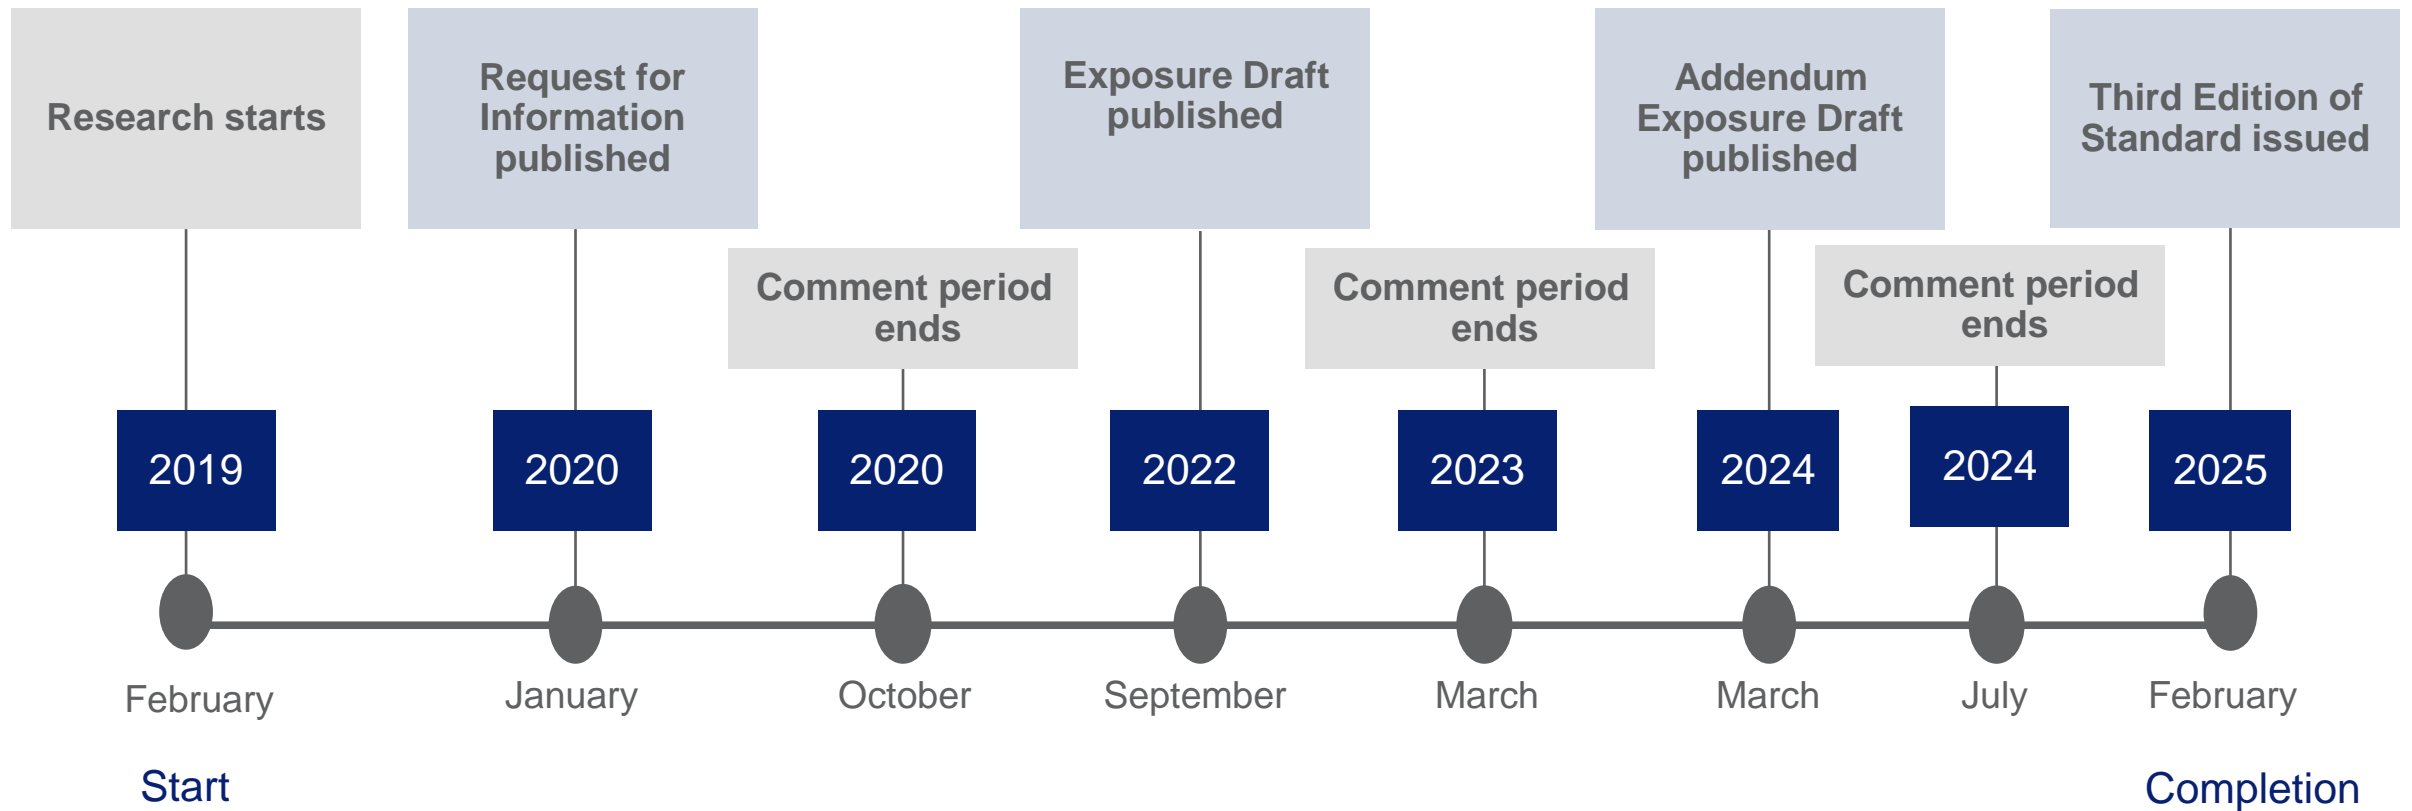 Research starts
Request for
Information
published
Exposure Draft
published
Addendum
Exposure Draft
published
Third Edition of
Standard issued
Comment period
ends
Comment period
ends
Comment period
ends
2019
2020
2020
2022
2023
2024
2024
2025
February
January
October
September
March
March
July
February
Start
Completion